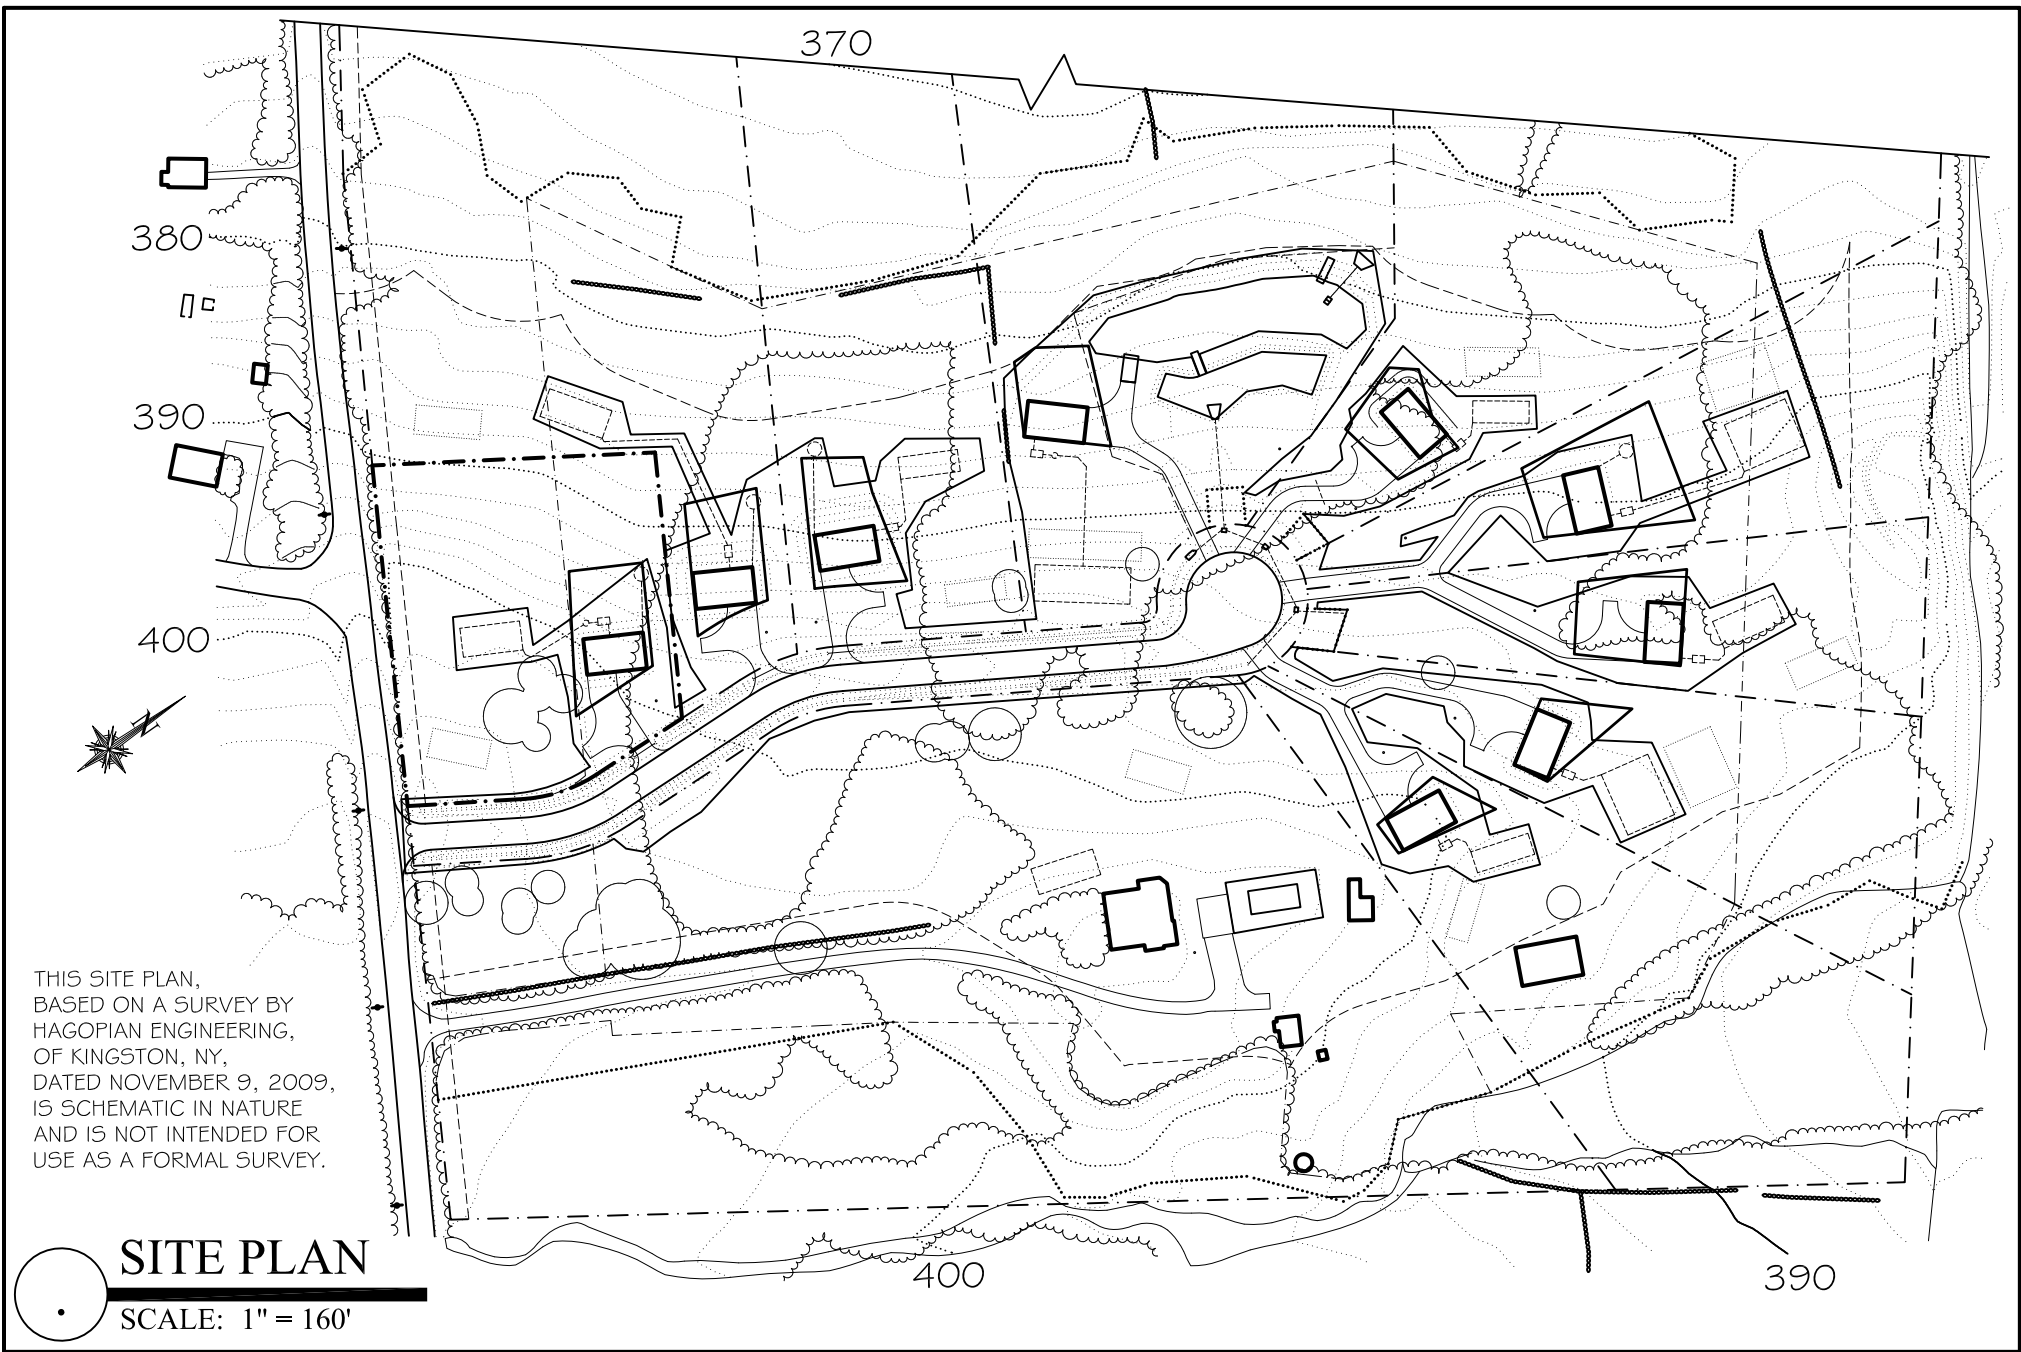 370
380
390
400
N
THIS SITE PLAN,
BASED ON A SURVEY BY
HAGOPIAN ENGINEERING,
OF KINGSTON, NY,
DATED NOVEMBER 9, 2009,
IS SCHEMATIC IN NATURE
AND IS NOT INTENDED FOR
USE AS A FORMAL SURVEY.
SITE PLAN
SCALE: 1" = 160'
400
390